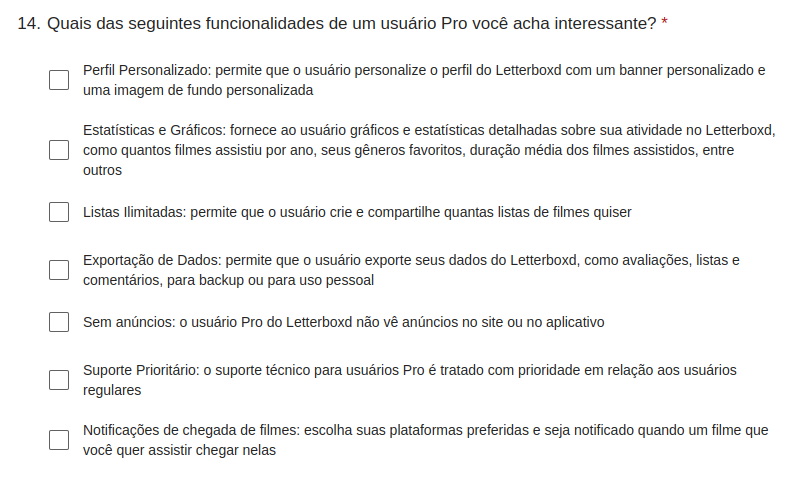 14. Quais das seguintes funcionalidades de um usuário Pro você acha interessante? *
Perfil Personalizado: permite que o usuário personalize o perfil do Letterboxd com um banner personalizado e
uma imagem de fundo personalizada
Estatísticas e Gráficos: fornece ao usuário gráficos e estatísticas detalhadas sobre sua atividade no Letterboxd,
como quantos filmes assistiu por ano, seus gêneros favoritos, duração média dos filmes assistidos, entre
outros
Listas Ilimitadas: permite que o usuário crie e compartilhe quantas listas de filmes quiser
Exportação de Dados: permite que o usuário exporte seus dados do Letterboxd, como avaliações, listas e
comentários, para backup ou para uso pessoal
Sem anúncios: o usuário Pro do Letterboxd não vê anúncios no site ou no aplicativo
Suporte Prioritário: o suporte técnico para usuários Pro é tratado com prioridade em relação aos usuários
regulares
Notificações de chegada de filmes: escolha suas plataformas preferidas e seja notificado quando um filme que
você quer assistir chegar nelas